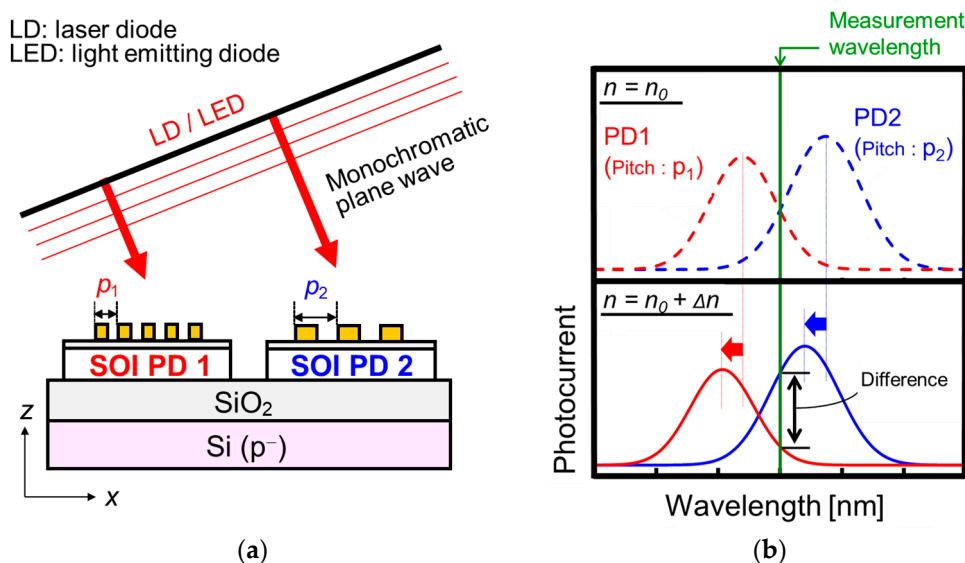 LD: laser diode
LED: light emitting diode
LD / LED
Monochromatic
plane wave
p₁
p₂
SOI PD 1
SOI PD 2
SiO₂
Si (p⁻)
z
x
(a)
Measurement
wavelength
n = n₀
PD1
(Pitch : p₁)
PD2
(Pitch : p₂)
n = n₀ + Δn
Difference
Photocurrent
Wavelength [nm]
(b)